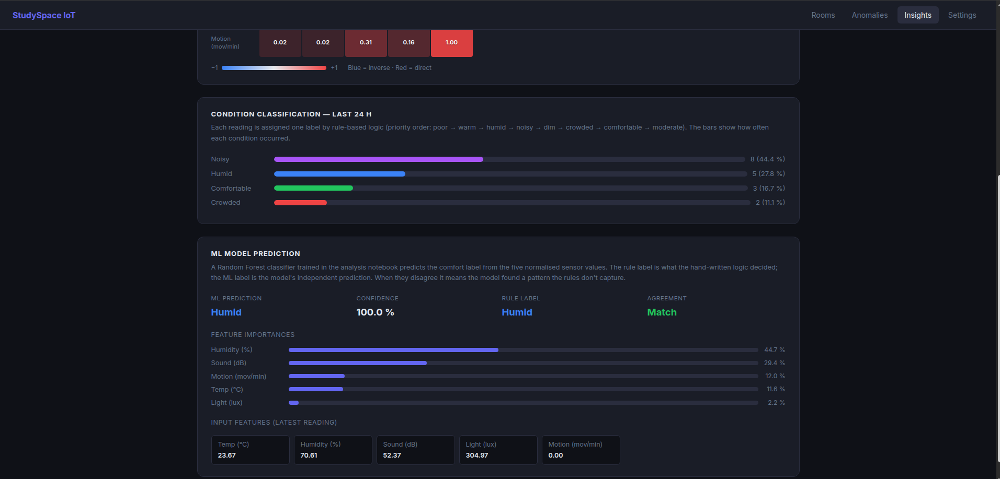 StudySpace IoT
Rooms
Anomalies
Insights
Settings
Motion
(mov/min)
0.02
0.02
0.31
0.16
1.00
−1
+1
Blue = inverse · Red = direct
CONDITION CLASSIFICATION — LAST 24 H
Each reading is assigned one label by rule-based logic (priority order: poor → warm → humid → noisy → dim → crowded → comfortable → moderate). The bars show how often
each condition occurred.
Noisy
8 (44.4 %)
Humid
5 (27.8 %)
Comfortable
3 (16.7 %)
Crowded
2 (11.1 %)
ML MODEL PREDICTION
A Random Forest classifier trained in the analysis notebook predicts the comfort label from the five normalised sensor values. The rule label is what the hand-written logic decided;
the ML label is the model's independent prediction. When they disagree it means the model found a pattern the rules don't capture.
ML PREDICTION
Humid
CONFIDENCE
100.0 %
RULE LABEL
Humid
AGREEMENT
Match
FEATURE IMPORTANCES
Humidity (%)
44.7 %
Sound (dB)
29.4 %
Motion (mov/min)
12.0 %
Temp (°C)
11.6 %
Light (lux)
2.2 %
INPUT FEATURES (LATEST READING)
Temp (°C)
23.67
Humidity (%)
70.61
Sound (dB)
52.37
Light (lux)
304.97
Motion (mov/min)
0.00